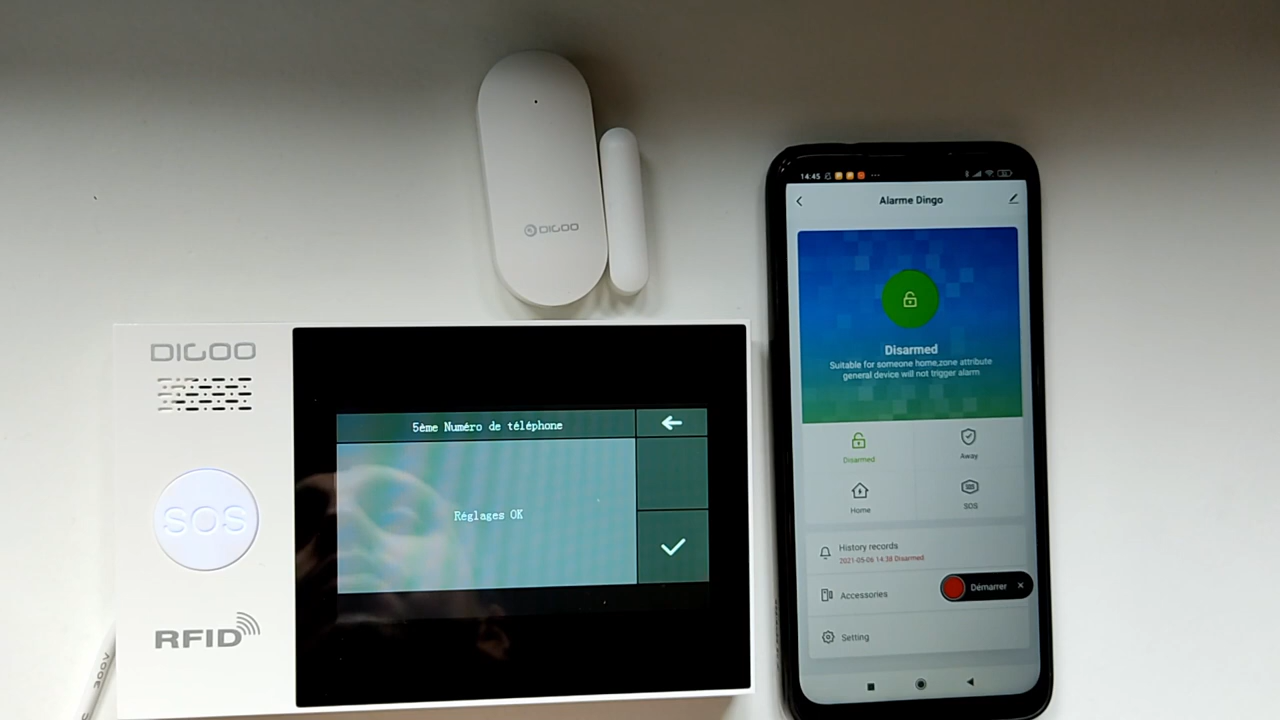 DIGOO
DIGOO
SOS
RFID
300V
5ème Numéro de téléphone
Réglages OK
14:45
Alarme Dingo
Disarmed
Suitable for someone home,zone attribute
general device will not trigger alarm
Disarmed
Away
Home
SOS
History records
2021-05-06 14:38 Disarmed
Accessories
Démarrer
Setting